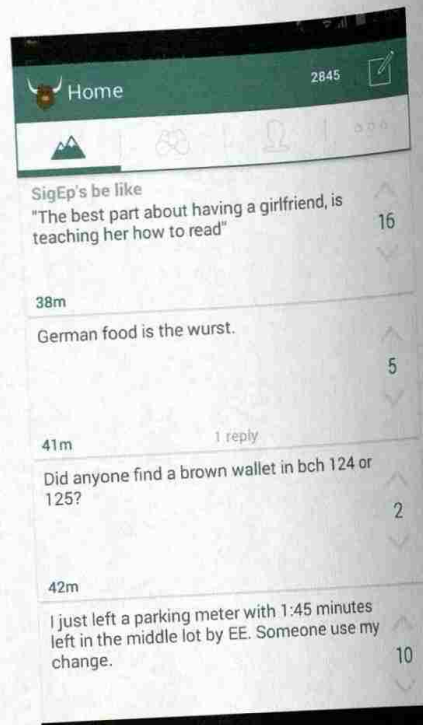 Home
2845
SigEp's be like
"The best part about having a girlfriend, is
teaching her how to read"
16
38m
German food is the wurst.
5
41m
1 reply
Did anyone find a brown wallet in bch 124 or
125?
2
42m
I just left a parking meter with 1:45 minutes
left in the middle lot by EE. Someone use my
change.
10